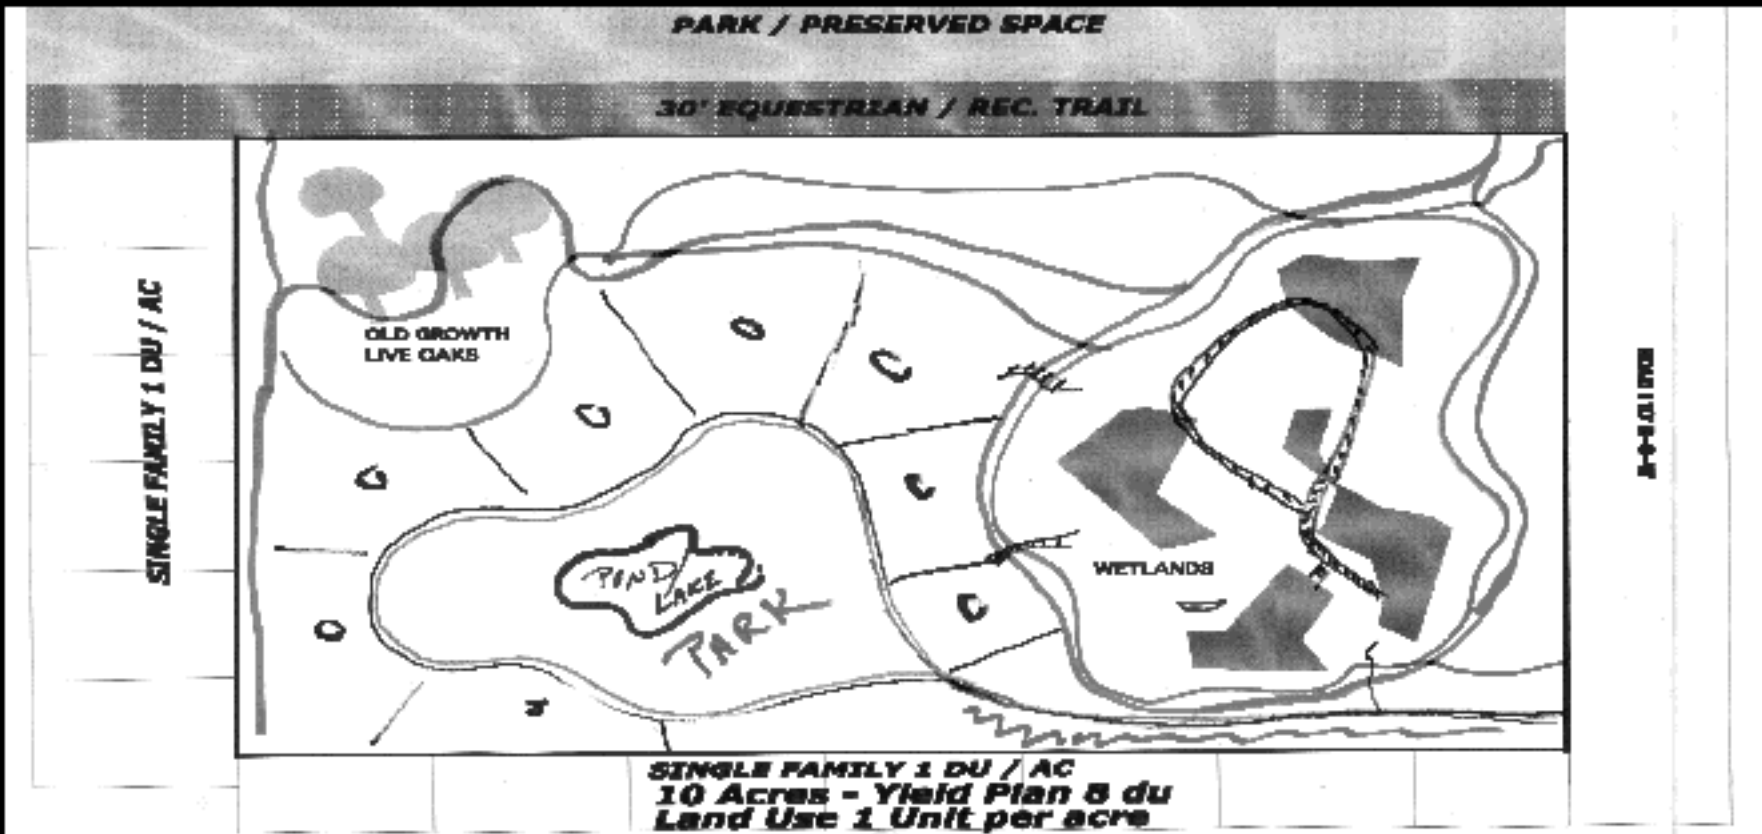 PARK / PRESERVED SPACE
30' EQUESTRIAN / REC. TRAIL
OLD GROWTH
LIVE OAKS
SINGLE FAMILY 1 DU / AC
POND/
LAKE
PARK
WETLANDS
SINGLE FAMILY 1 DU / AC
10 Acres - Yield Plan 8 du
Land Use 1 Unit per acre